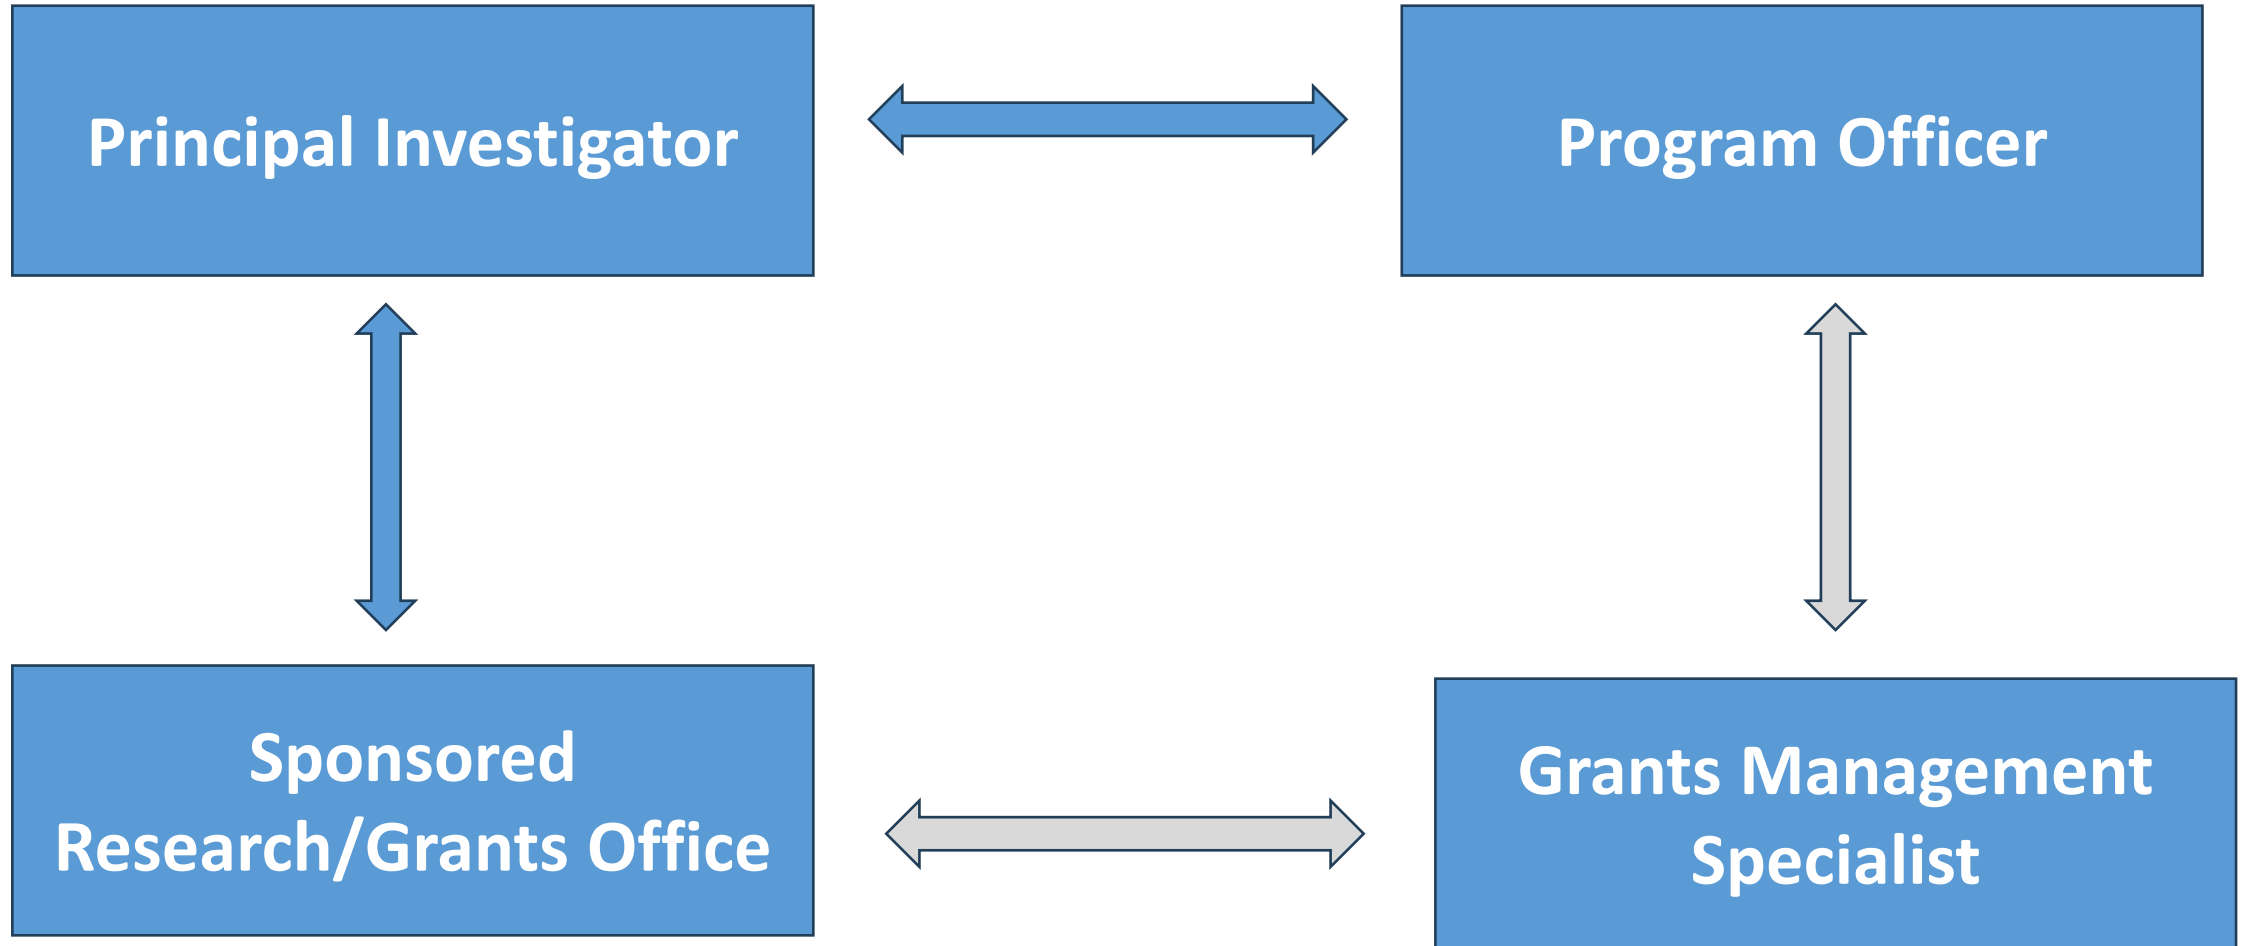 Principal Investigator
Program Officer
Sponsored
Research/Grants Office
Grants Management
Specialist